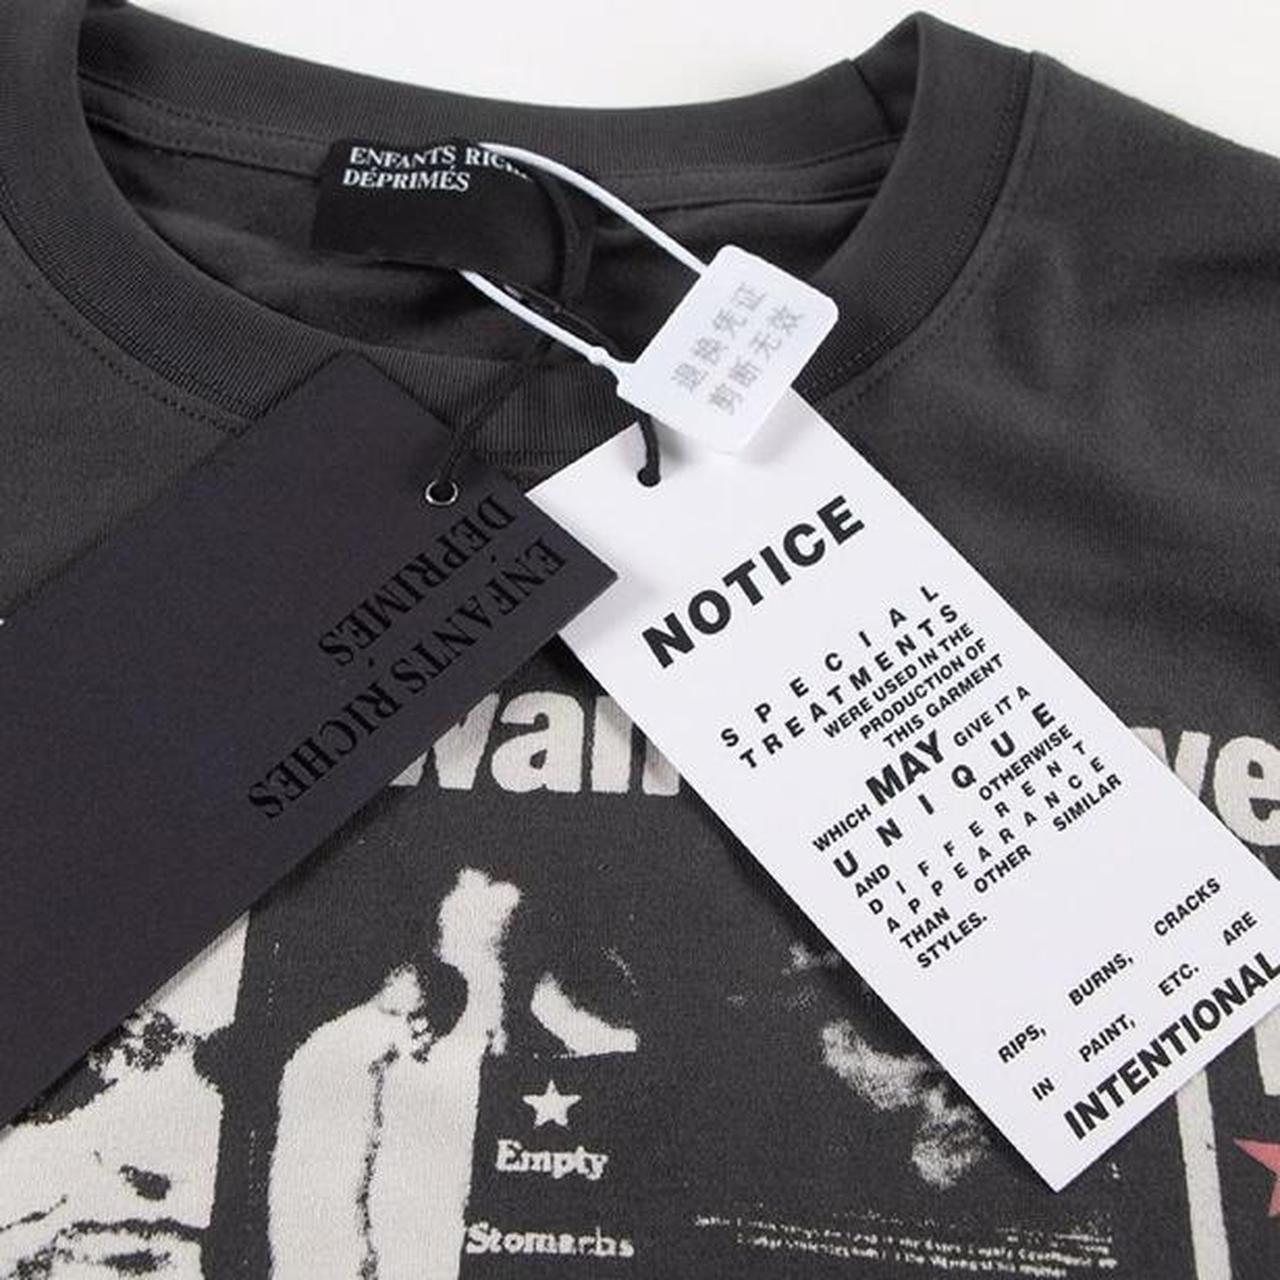 ENFANTS
DÉPRIMÉS
退换凭证
剪断无效
ENFANTS RICHES
DEPRIMÉS
NOTICE
SPECIAL
TREATMENTS
WERE USED IN THE
PRODUCTION OF
THIS GARMENT
WHICH MAY GIVE IT A
UNIQUE
AND OTHERWISE
DIFFERENT
APPEARANCE
THAN OTHER SIMILAR
STYLES.
RIPS, BURNS, CRACKS
IN PAINT, ETC. ARE
INTENTIONAL
Empty
Stomachs